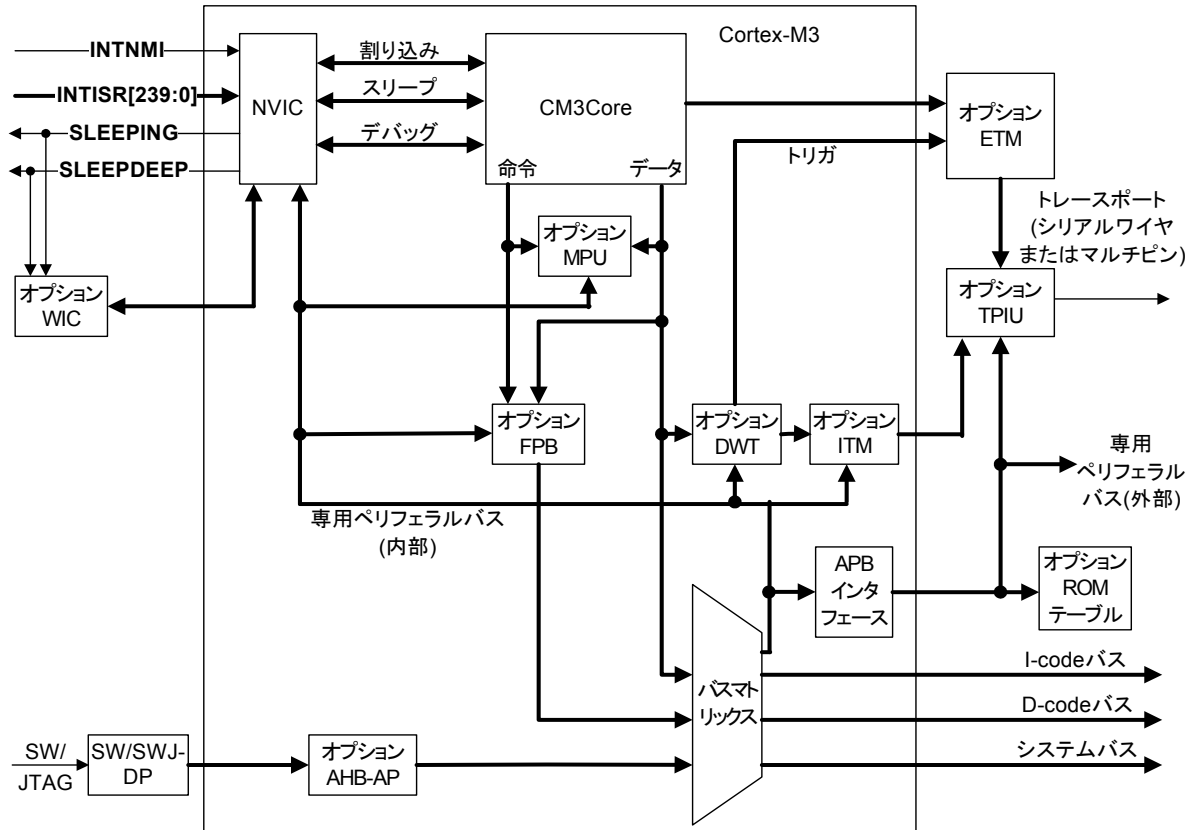 Cortex-M3
INTNMI
INTISR[239:0]
SLEEPING
SLEEPDEEP
NVIC
割り込み
スリープ
デバッグ
CM3Core
命令
データ
オプション
ETM
トリガ
トレースポート
(シリアルワイヤ
またはマルチピン)
オプション
MPU
オプション
WIC
オプション
TPIU
オプション
FPB
オプション
DWT
オプション
ITM
専用
ペリフェラル
バス(外部)
専用ペリフェラルバス
(内部)
APB
インタ
フェース
オプション
ROM
テーブル
バスマト
リックス
I-codeバス
D-codeバス
システムバス
SW/
JTAG
SW/SWJ-
DP
オプション
AHB-AP